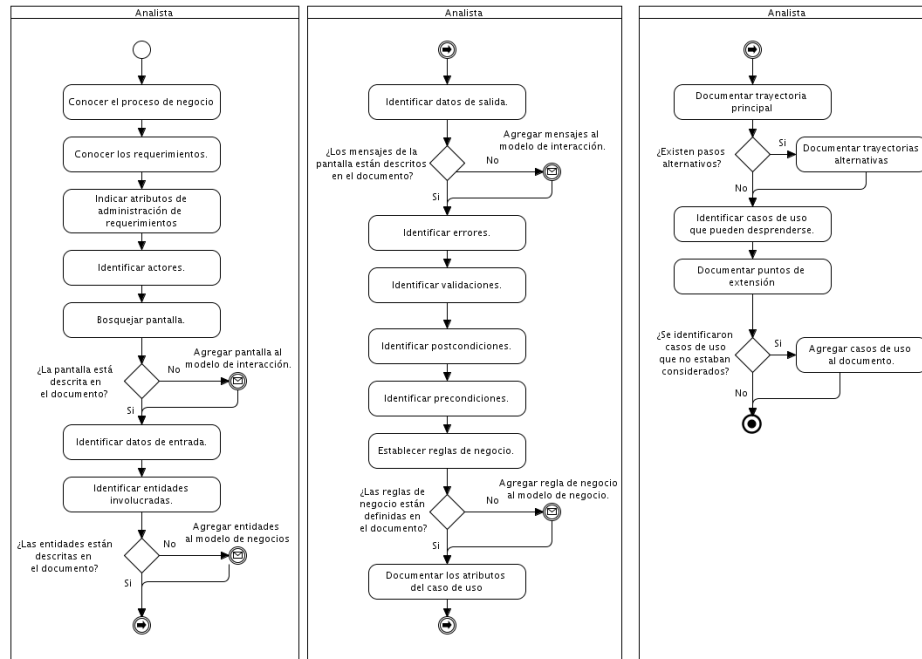 Analista
Conocer el proceso de negocio
Conocer los requerimientos.
Indicar atributos de
administración de
requerimientos
Identificar actores.
Bosquejar pantalla.
Agregar pantalla al
modelo de interacción.
¿La pantalla está
descrita en
el documento?
No
Si
Identificar datos de entrada.
Identificar entidades
involucradas.
Agregar entidades
al modelo de negocios
¿Las entidades están
descritas en
el documento?
No
Si
Analista
Identificar datos de salida.
Agregar mensajes al
modelo de interacción.
¿Los mensajes de la
pantalla están descritos
en el documento?
No
Si
Identificar errores.
Identificar validaciones.
Identificar postcondiciones.
Identificar precondiciones.
Establecer reglas de negocio.
Agregar regla de negocio
al modelo de negocio.
¿Las reglas de
negocio están
definidas en
el documento?
No
Si
Documentar los atributos
del caso de uso
Analista
Documentar trayectoria
principal
¿Existen pasos
alternativos?
Si
Documentar trayectorias
alternativas
No
Identificar casos de uso
que pueden desprenderse.
Documentar puntos de
extensión
¿Se identificaron
casos de uso
que no estaban
considerados?
Si
Agregar casos de uso
al documento.
No